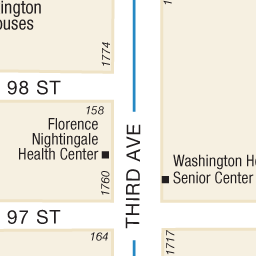 ington
ouses
1774
98 ST
158
Florence
Nightingale
Health Center
1760
THIRD AVE
Washington
Senior Center
97 ST
164
1717